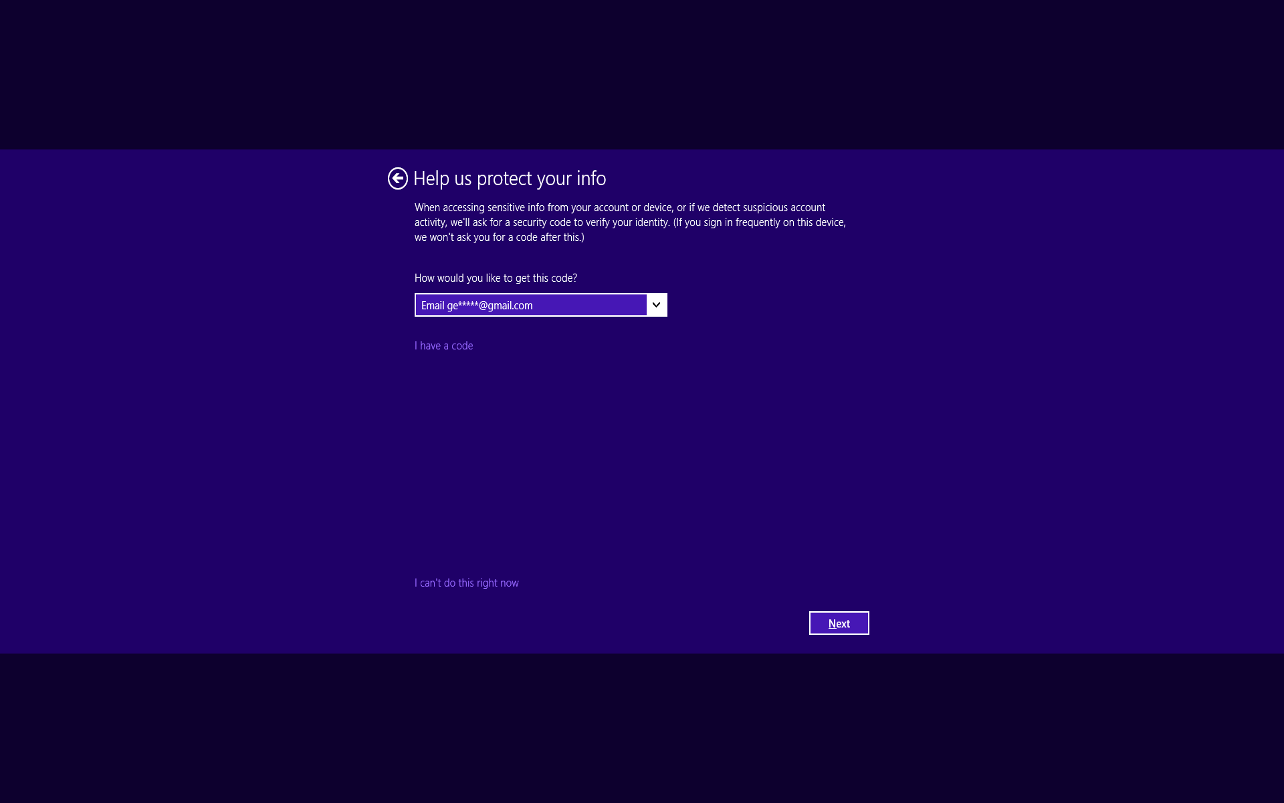 Help us protect your info
When accessing sensitive info from your account or device, or if we detect suspicious account
activity, we'll ask for a security code to verify your identity. (If you sign in frequently on this device,
we won't ask you for a code after this.)
How would you like to get this code?
Email ge*****@gmail.com
I have a code
I can't do this right now
Next